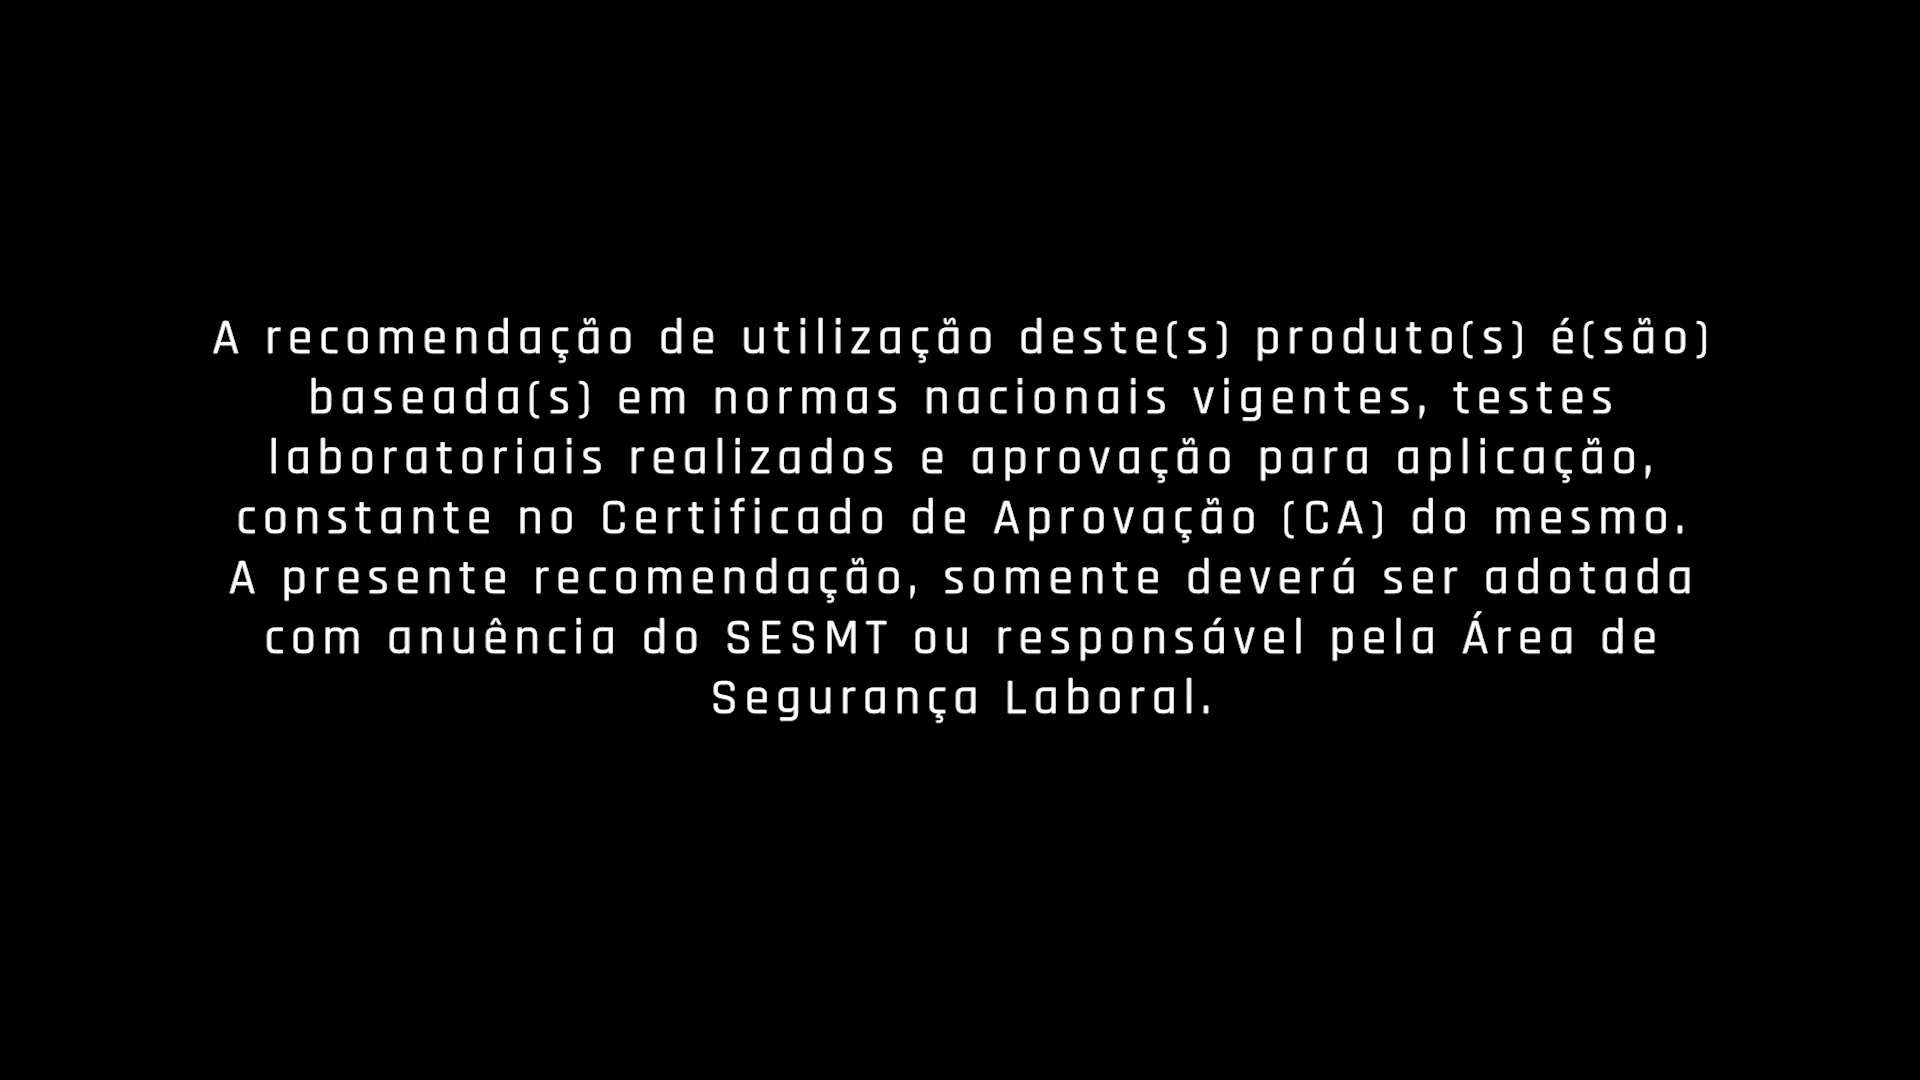 A recomendação de utilização deste(s) produto(s) é(são)
baseada(s) em normas nacionais vigentes, testes
laboratoriais realizados e aprovação para aplicação,
constante no Certificado de Aprovação (CA) do mesmo.
A presente recomendação, somente deverá ser adotada
com anuência do SESMT ou responsável pela Área de
Segurança Laboral.